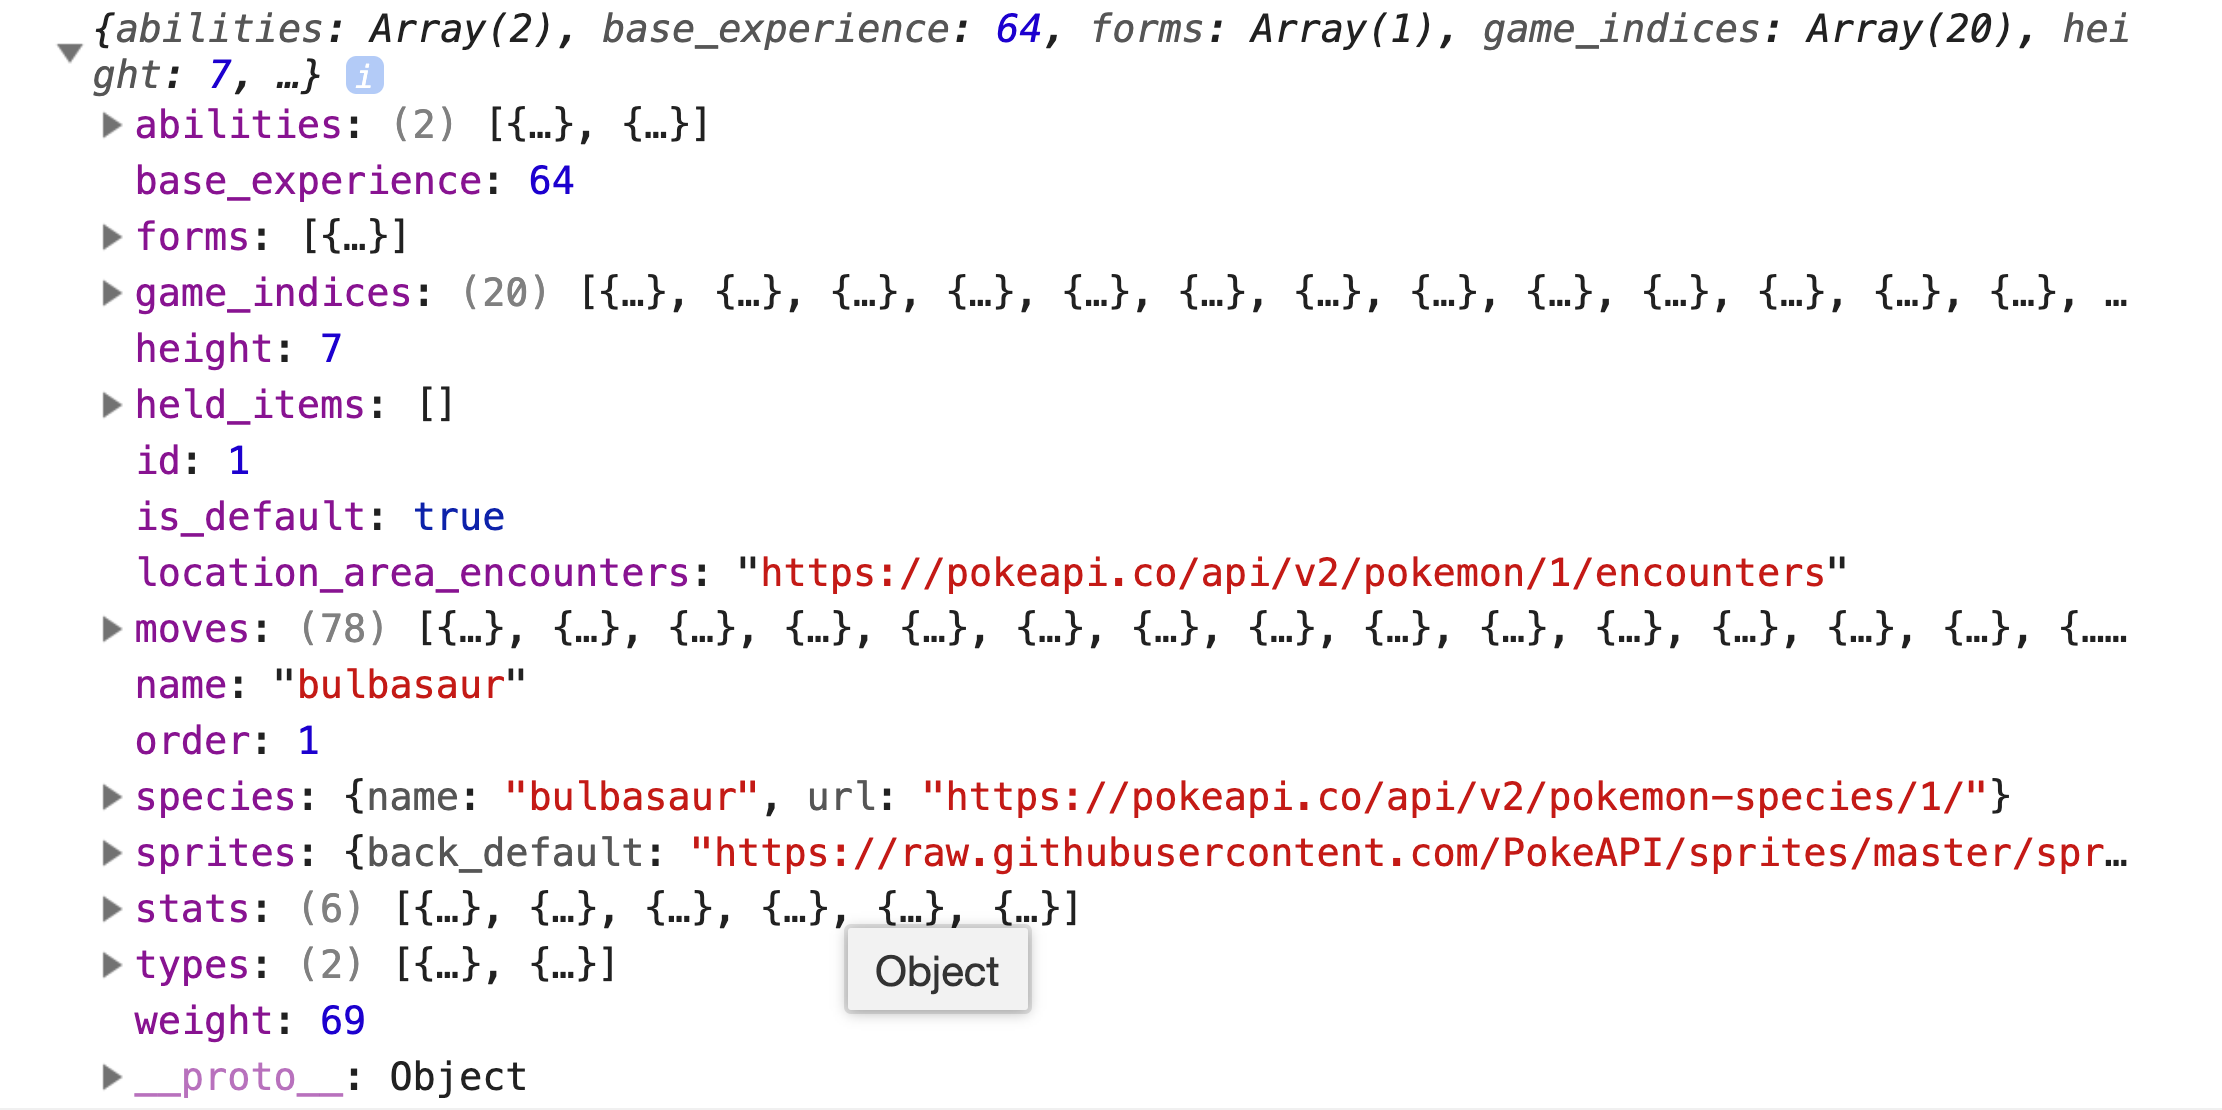 {abilities: Array(2), base_experience: 64, forms: Array(1), game_indices: Array(20), hei
ght: 7, …} i
abilities: (2) [{…}, {…}]
base_experience: 64
forms: [{…}]
game_indices: (20) [{…}, {…}, {…}, {…}, {…}, {…}, {…}, {…}, {…}, {…}, {…}, {…}, {…}, …
height: 7
held_items: []
id: 1
is_default: true
location_area_encounters: "https://pokeapi.co/api/v2/pokemon/1/encounters"
moves: (78) [{…}, {…}, {…}, {…}, {…}, {…}, {…}, {…}, {…}, {…}, {…}, {…}, {…}, {…}, {……
name: "bulbasaur"
order: 1
species: {name: "bulbasaur", url: "https://pokeapi.co/api/v2/pokemon-species/1/"}
sprites: {back_default: "https://raw.githubusercontent.com/PokeAPI/sprites/master/spr…
stats: (6) [{…}, {…}, {…}, {…}, {…}, {…}]
types: (2) [{…}, {…}]
Object
weight: 69
__proto__: Object